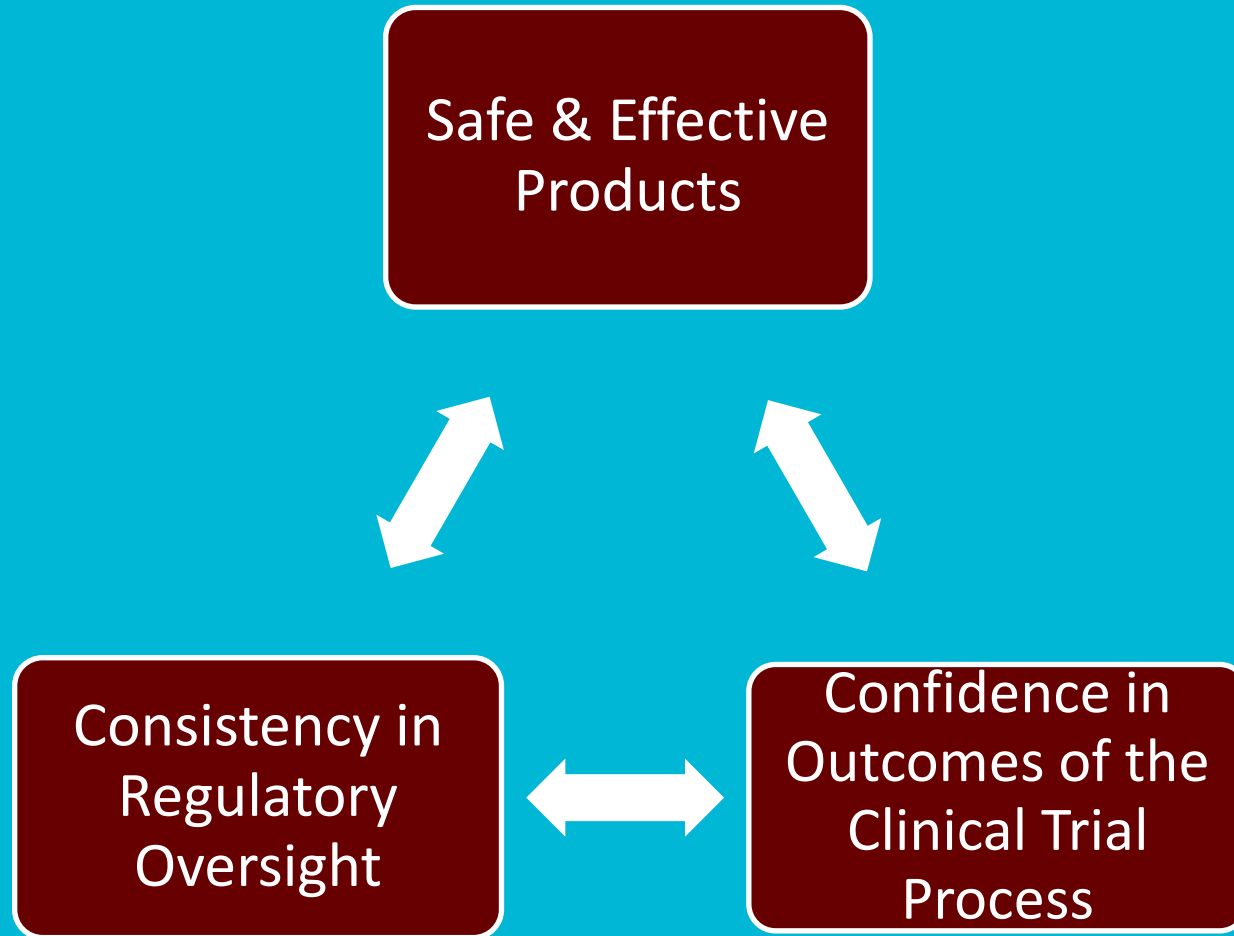 Safe & Effective
Products
Consistency in
Regulatory
Oversight
Confidence in
Outcomes of the
Clinical Trial
Process